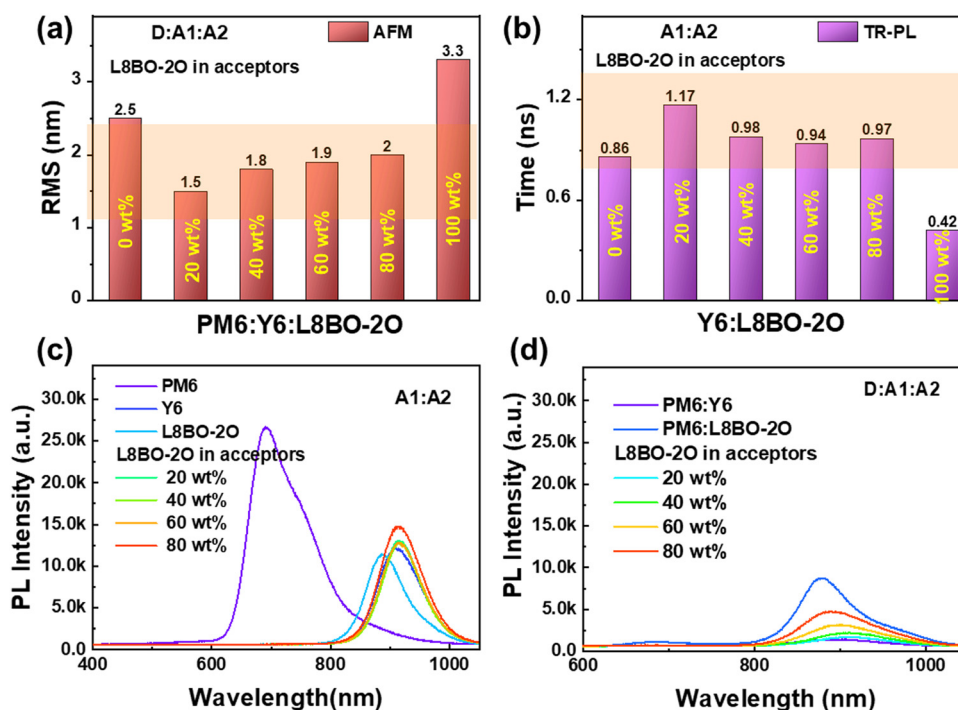 (a)
D:A1:A2
AFM
L8BO-2O in acceptors
RMS (nm)
3
2
1
0
2.5
1.5
1.8
1.9
2
3.3
0 wt%
20 wt%
40 wt%
60 wt%
80 wt%
100 wt%
PM6:Y6:L8BO-2O
(b)
A1:A2
TR-PL
L8BO-2O in acceptors
Time (ns)
1.2
0.6
0.0
0.86
1.17
0.98
0.94
0.97
0.42
0 wt%
20 wt%
40 wt%
60 wt%
80 wt%
100 wt%
Y6:L8BO-2O
(c)
PL Intensity (a.u.)
30.0k
25.0k
20.0k
15.0k
10.0k
5.0k
0.0
PM6
Y6
L8BO-2O
L8BO-2O in acceptors
20 wt%
40 wt%
60 wt%
80 wt%
A1:A2
400
600
800
1000
Wavelength(nm)
(d)
PL Intensity (a.u.)
30.0k
25.0k
20.0k
15.0k
10.0k
5.0k
0.0
D:A1:A2
PM6:Y6
PM6:L8BO-2O
L8BO-2O in acceptors
20 wt%
40 wt%
60 wt%
80 wt%
600
800
1000
Wavelength (nm)